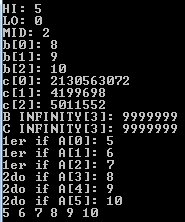 HI: 5
LO: 0
MID: 2
b[0]: 8
b[1]: 9
b[2]: 10
c[0]: 2130563072
c[1]: 4199698
c[2]: 5011552
B INFINITY[3]: 9999999
C INFINITY[3]: 9999999
1er if A[0]: 5
1er if A[1]: 6
1er if A[2]: 7
2do if A[3]: 8
2do if A[4]: 9
2do if A[5]: 10
5 6 7 8 9 10